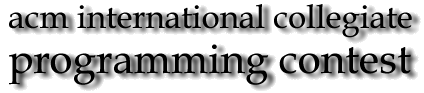 acm international collegiate
programming contest